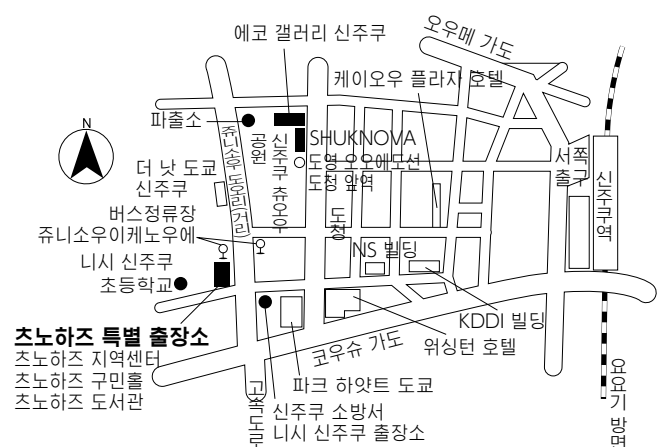 오우메 가도
에코 갤러리 신주쿠
케이오우 플라자 호텔
파출소
N
SHUKNOVA
도영 오오에도선
도청 앞역
신주쿠 츄오우
공원
서쪽
출구
신주쿠역
더 낫 도쿄
신주쿠
쥬니소우 도오리(거리)
버스정류장
쥬니소우이케노우에
도청
NS 빌딩
니시 신주쿠
초등학교
KDDI 빌딩
츠노하즈 특별 출장소
츠노하즈 지역센터
츠노하즈 구민홀
츠노하즈 도서관
코우슈 가도
위싱턴 호텔
요요기 방면
고속도로
파크 하얏트 도쿄
신주쿠 소방서
니시 신주쿠 출장소